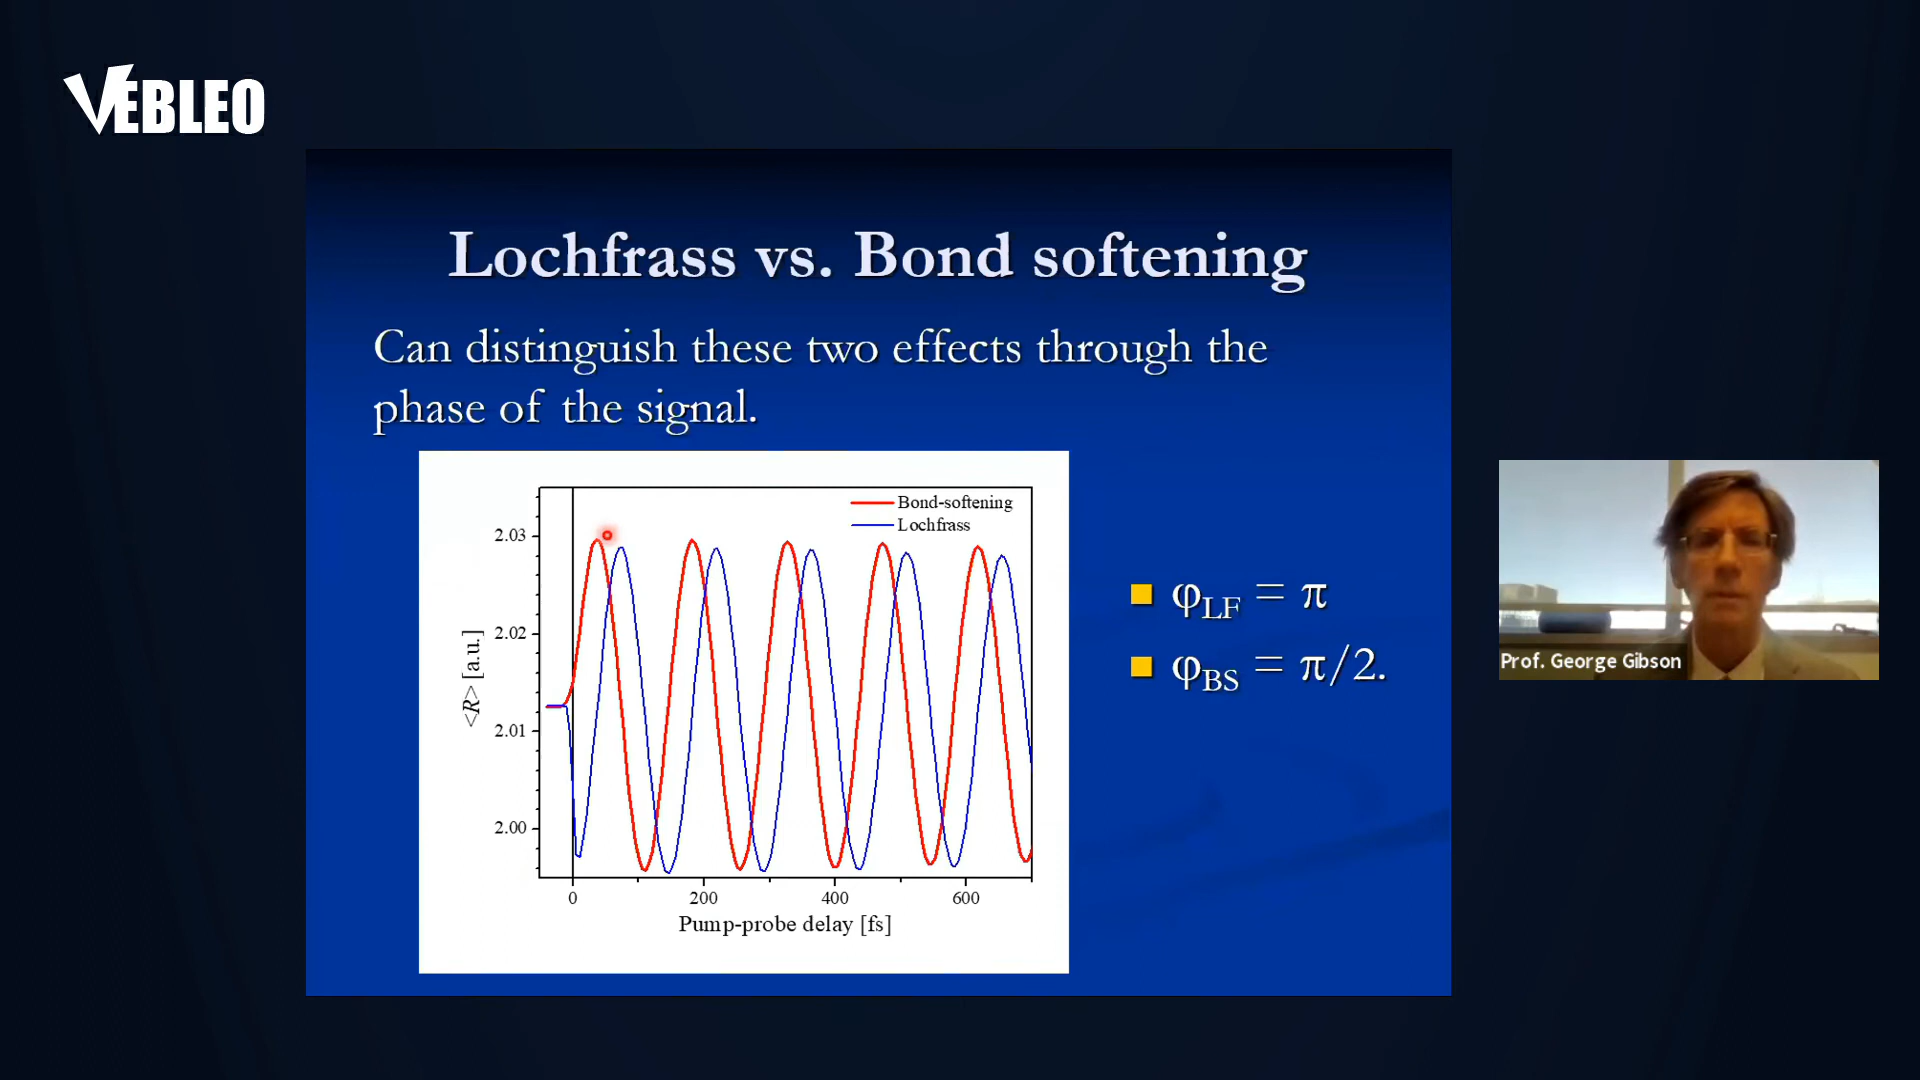 VEBLEO
Lochfrass vs. Bond softening
Can distinguish these two effects through the
phase of the signal.
Bond-softening
Lochfrass
2.03
2.02
2.01
2.00
<R> [a.u.]
0 200 400 600
Pump-probe delay [fs]
φLF = π
φBS = π/2.
Prof. George Gibson